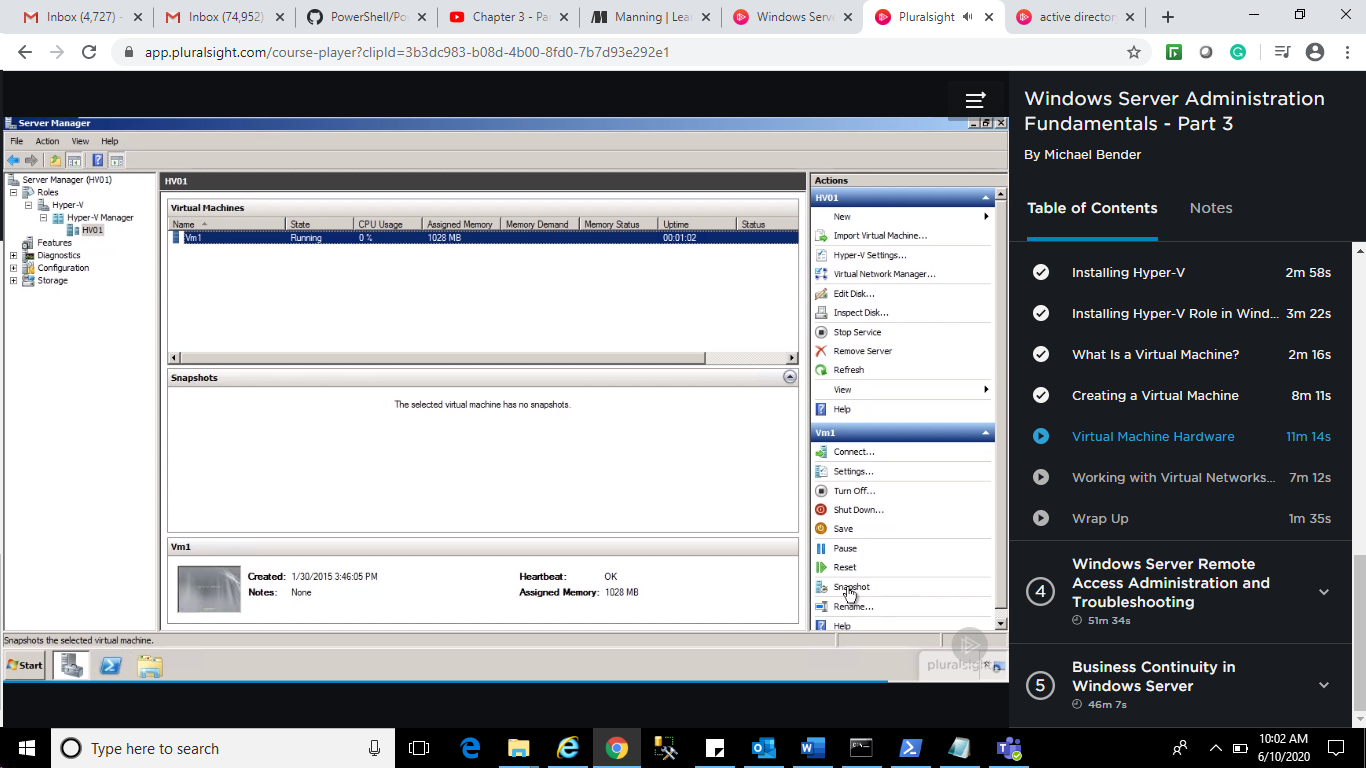 Inbox (4,727) -
Inbox (74,952)
PowerShell/Po
Chapter 3 - Pa
Manning | Lea
Windows Serv
Pluralsight
active director
app.pluralsight.com/course-player?clipId=3b3dc983-b08d-4b00-8fd0-7b7d93e292e1
Server Manager
File Action View Help
Server Manager (HV01)
Roles
Hyper-V
Hyper-V Manager
HV01
Features
Diagnostics
Configuration
Storage
HV01
Virtual Machines
Name State CPU Usage Assigned Memory Memory Demand Memory Status Uptime Status
Vm1 Running 0 % 1028 MB 00:01:02
Snapshots
The selected virtual machine has no snapshots.
Vm1
Created: 1/30/2015 3:46:05 PM
Notes: None
Heartbeat: OK
Assigned Memory: 1028 MB
Actions
HV01
New
Import Virtual Machine...
Hyper-V Settings...
Virtual Network Manager...
Edit Disk...
Inspect Disk...
Stop Service
Remove Server
Refresh
View
Help
Vm1
Connect...
Settings...
Turn Off...
Shut Down...
Save
Pause
Reset
Snapshot
Rename...
Help
Snapshots the selected virtual machine.
Start
pluralsight
Windows Server Administration
Fundamentals - Part 3
By Michael Bender
Table of Contents Notes
Installing Hyper-V 2m 58s
Installing Hyper-V Role in Wind... 3m 22s
What Is a Virtual Machine? 2m 16s
Creating a Virtual Machine 8m 11s
Virtual Machine Hardware 11m 14s
Working with Virtual Networks... 7m 12s
Wrap Up 1m 35s
4
Windows Server Remote
Access Administration and
Troubleshooting
51m 34s
5
Business Continuity in
Windows Server
46m 7s
Type here to search
10:02 AM
6/10/2020